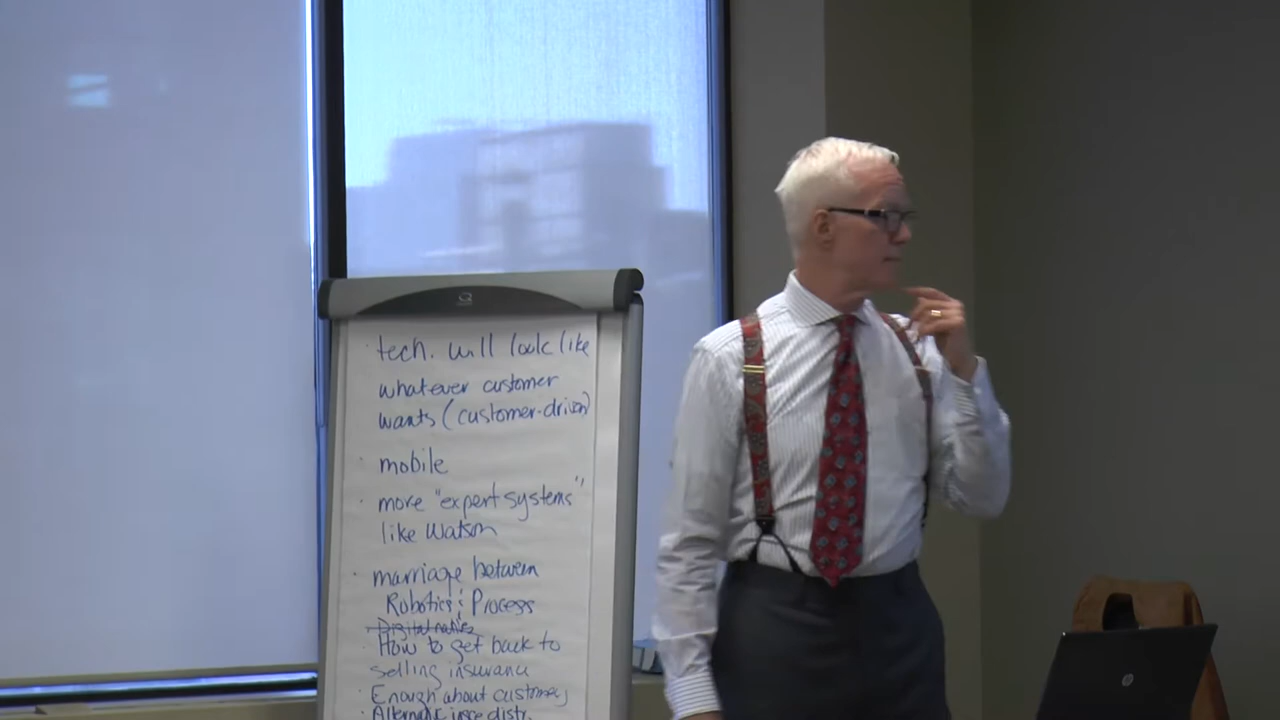 tech. will look like
whatever customer
wants (customer-driven)
mobile
more "expert systems"
like Watson
marriage between
Robotics & Process
Digital natives
How to get back to
selling insurance
Enough about customer
hp